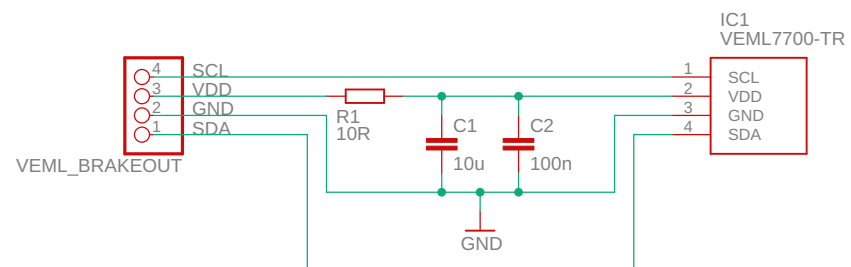 IC1
VEML7700-TR
4 SCL
3 VDD
2 GND
1 SDA
VEML_BRAKEOUT
R1
10R
C1
10u
C2
100n
1 SCL
2 VDD
3 GND
4 SDA
GND